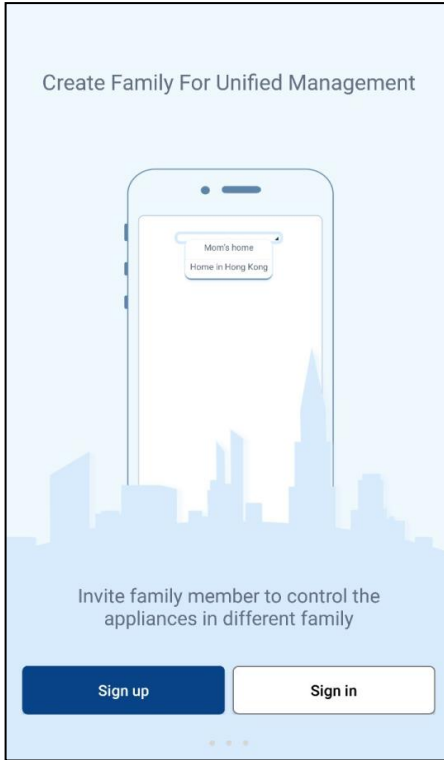 Create Family For Unified Management
Mom's home
Home in Hong Kong
Invite family member to control the
appliances in different family
Sign up
Sign in